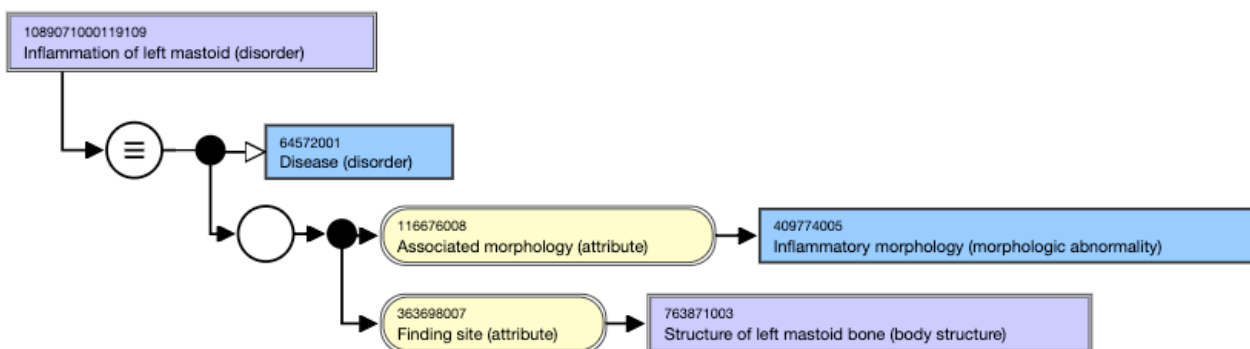 1089071000119109
Inflammation of left mastoid (disorder)
≡
64572001
Disease (disorder)
116676008
Associated morphology (attribute)
409774005
Inflammatory morphology (morphologic abnormality)
363698007
Finding site (attribute)
763871003
Structure of left mastoid bone (body structure)